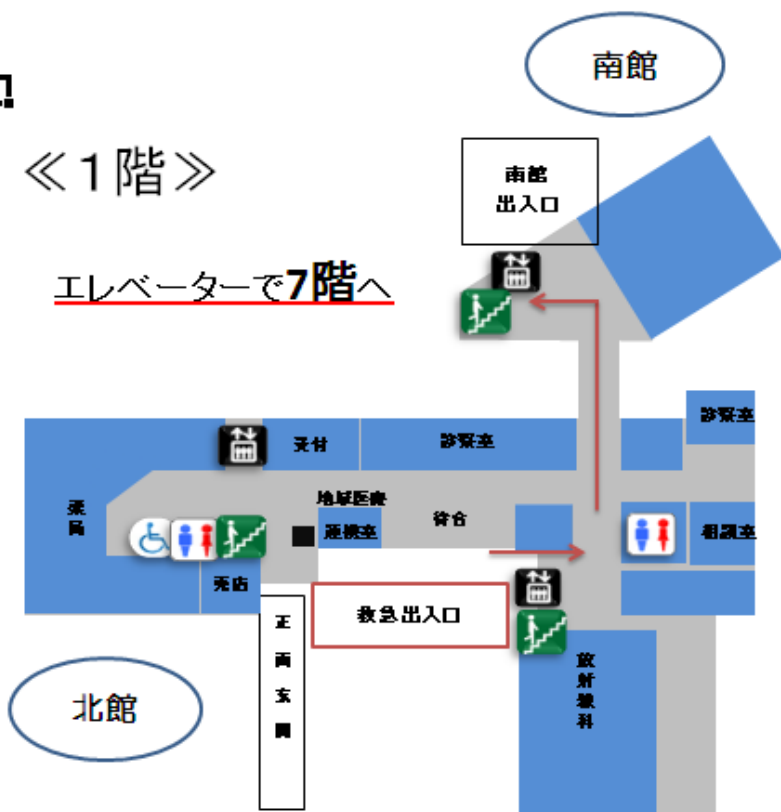 南館
≪1階≫
南館
出入口
エレベーターで7階へ
診察室
受付
診察室
薬局
地域医療
連携室
待合
相談室
売店
救急出入口
正面玄関
放射線科
北館